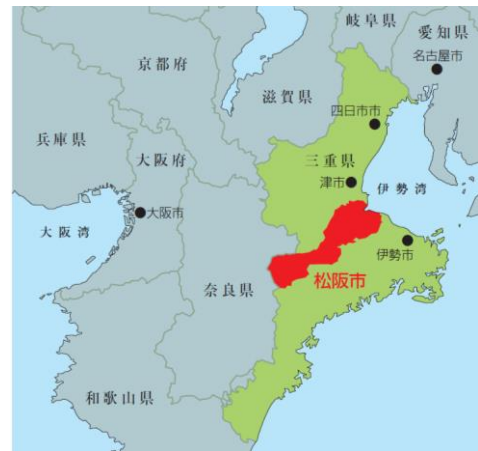 岐阜県
愛知県
名古屋市
京都府
滋賀県
四日市市
兵庫県
大阪府
三重県
津市
伊勢湾
大阪市
大阪湾
伊勢市
松阪市
奈良県
和歌山県